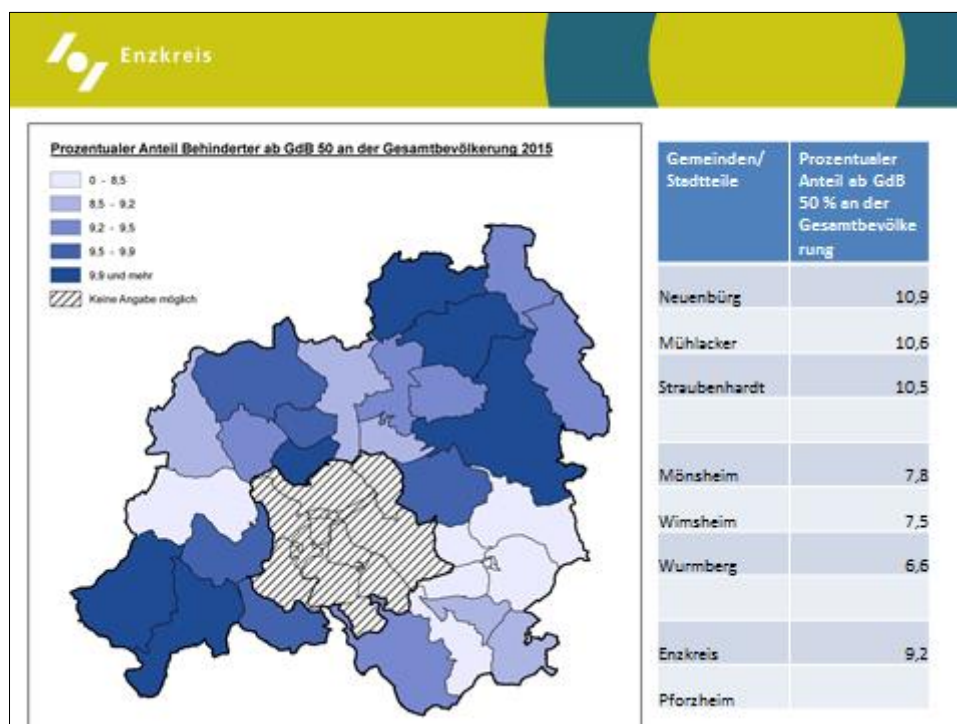 Enzkreis
Prozentualer Anteil Behinderter ab GdB 50 an der Gesamtbevölkerung 2015
0 - 8,5
8,5 - 9,2
9,2 - 9,5
9,5 - 9,9
9,9 und mehr
Keine Angabe möglich
Gemeinden/
Stadtteile
Prozentualer
Anteil ab GdB
50 % an der
Gesamtbevölke
rung
Neuenbürg 10,9
Mühlacker 10,6
Straubenhardt 10,5
Mönsheim 7,8
Wimsheim 7,5
Wurmberg 6,6
Enzkreis 9,2
Pforzheim